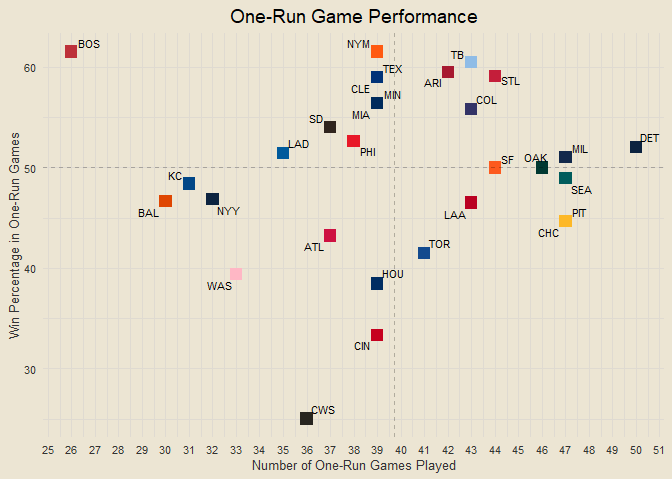 One-Run Game Performance
BOS
NYM
TB
TEX
ARI
STL
CLE
MIN
COL
MIA
SD
LAD
PHI
DET
MIL
SF
OAK
KC
SEA
BAL
NYY
LAA
PIT
CHC
ATL
TOR
WAS
HOU
CIN
CWS
60
50
40
30
Win Percentage in One-Run Games
25 26 27 28 29 30 31 32 33 34 35 36 37 38 39 40 41 42 43 44 45 46 47 48 49 50 51
Number of One-Run Games Played